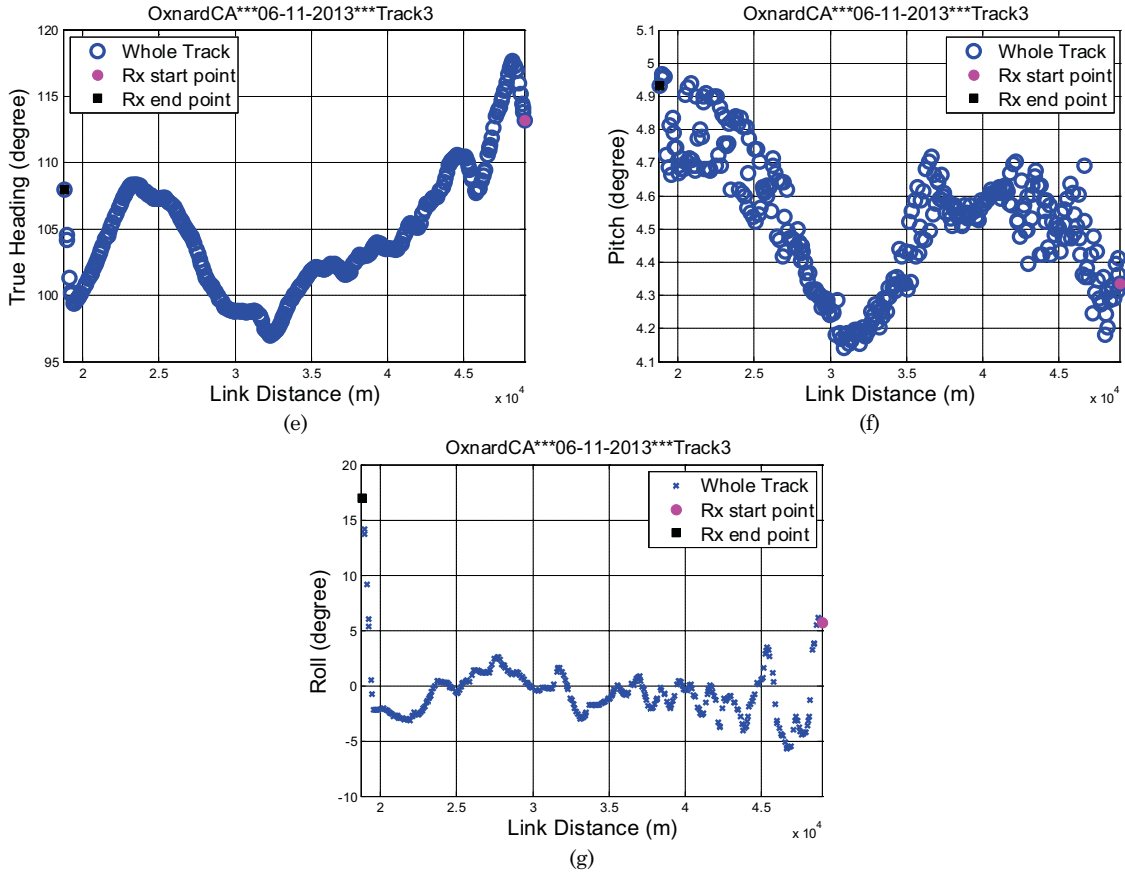 OxnardCA***06-11-2013***Track3
120
115
110
105
100
95
True Heading (degree)
Whole Track
Rx start point
Rx end point
2
2.5
3
3.5
4
4.5
x 10^4
Link Distance (m)
(e)
OxnardCA***06-11-2013***Track3
5.1
5
4.9
4.8
4.7
4.6
4.5
4.4
4.3
4.2
4.1
Pitch (degree)
Whole Track
Rx start point
Rx end point
2
2.5
3
3.5
4
4.5
x 10^4
Link Distance (m)
(f)
OxnardCA***06-11-2013***Track3
20
15
10
5
0
-5
-10
Roll (degree)
Whole Track
Rx start point
Rx end point
2
2.5
3
3.5
4
4.5
x 10^4
Link Distance (m)
(g)